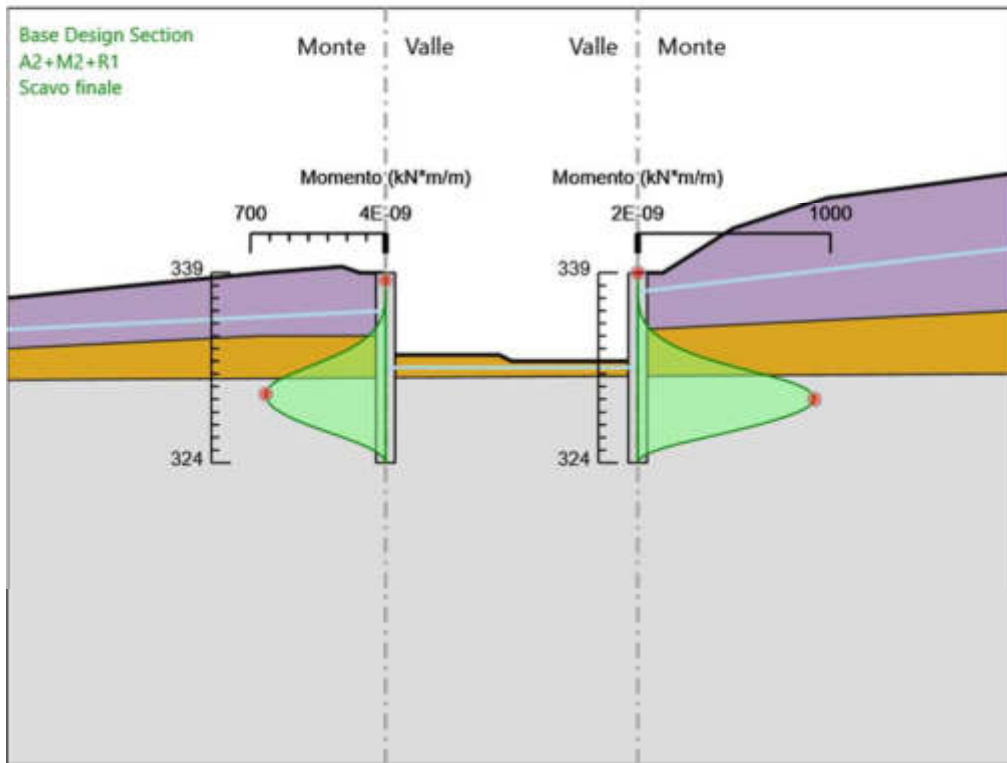 Base Design Section
A2+M2+R1
Scavo finale
Monte Valle Valle Monte
Momento (kN*m/m) Momento (kN*m/m)
700 4E-09 2E-09 1000
339 339
324 324